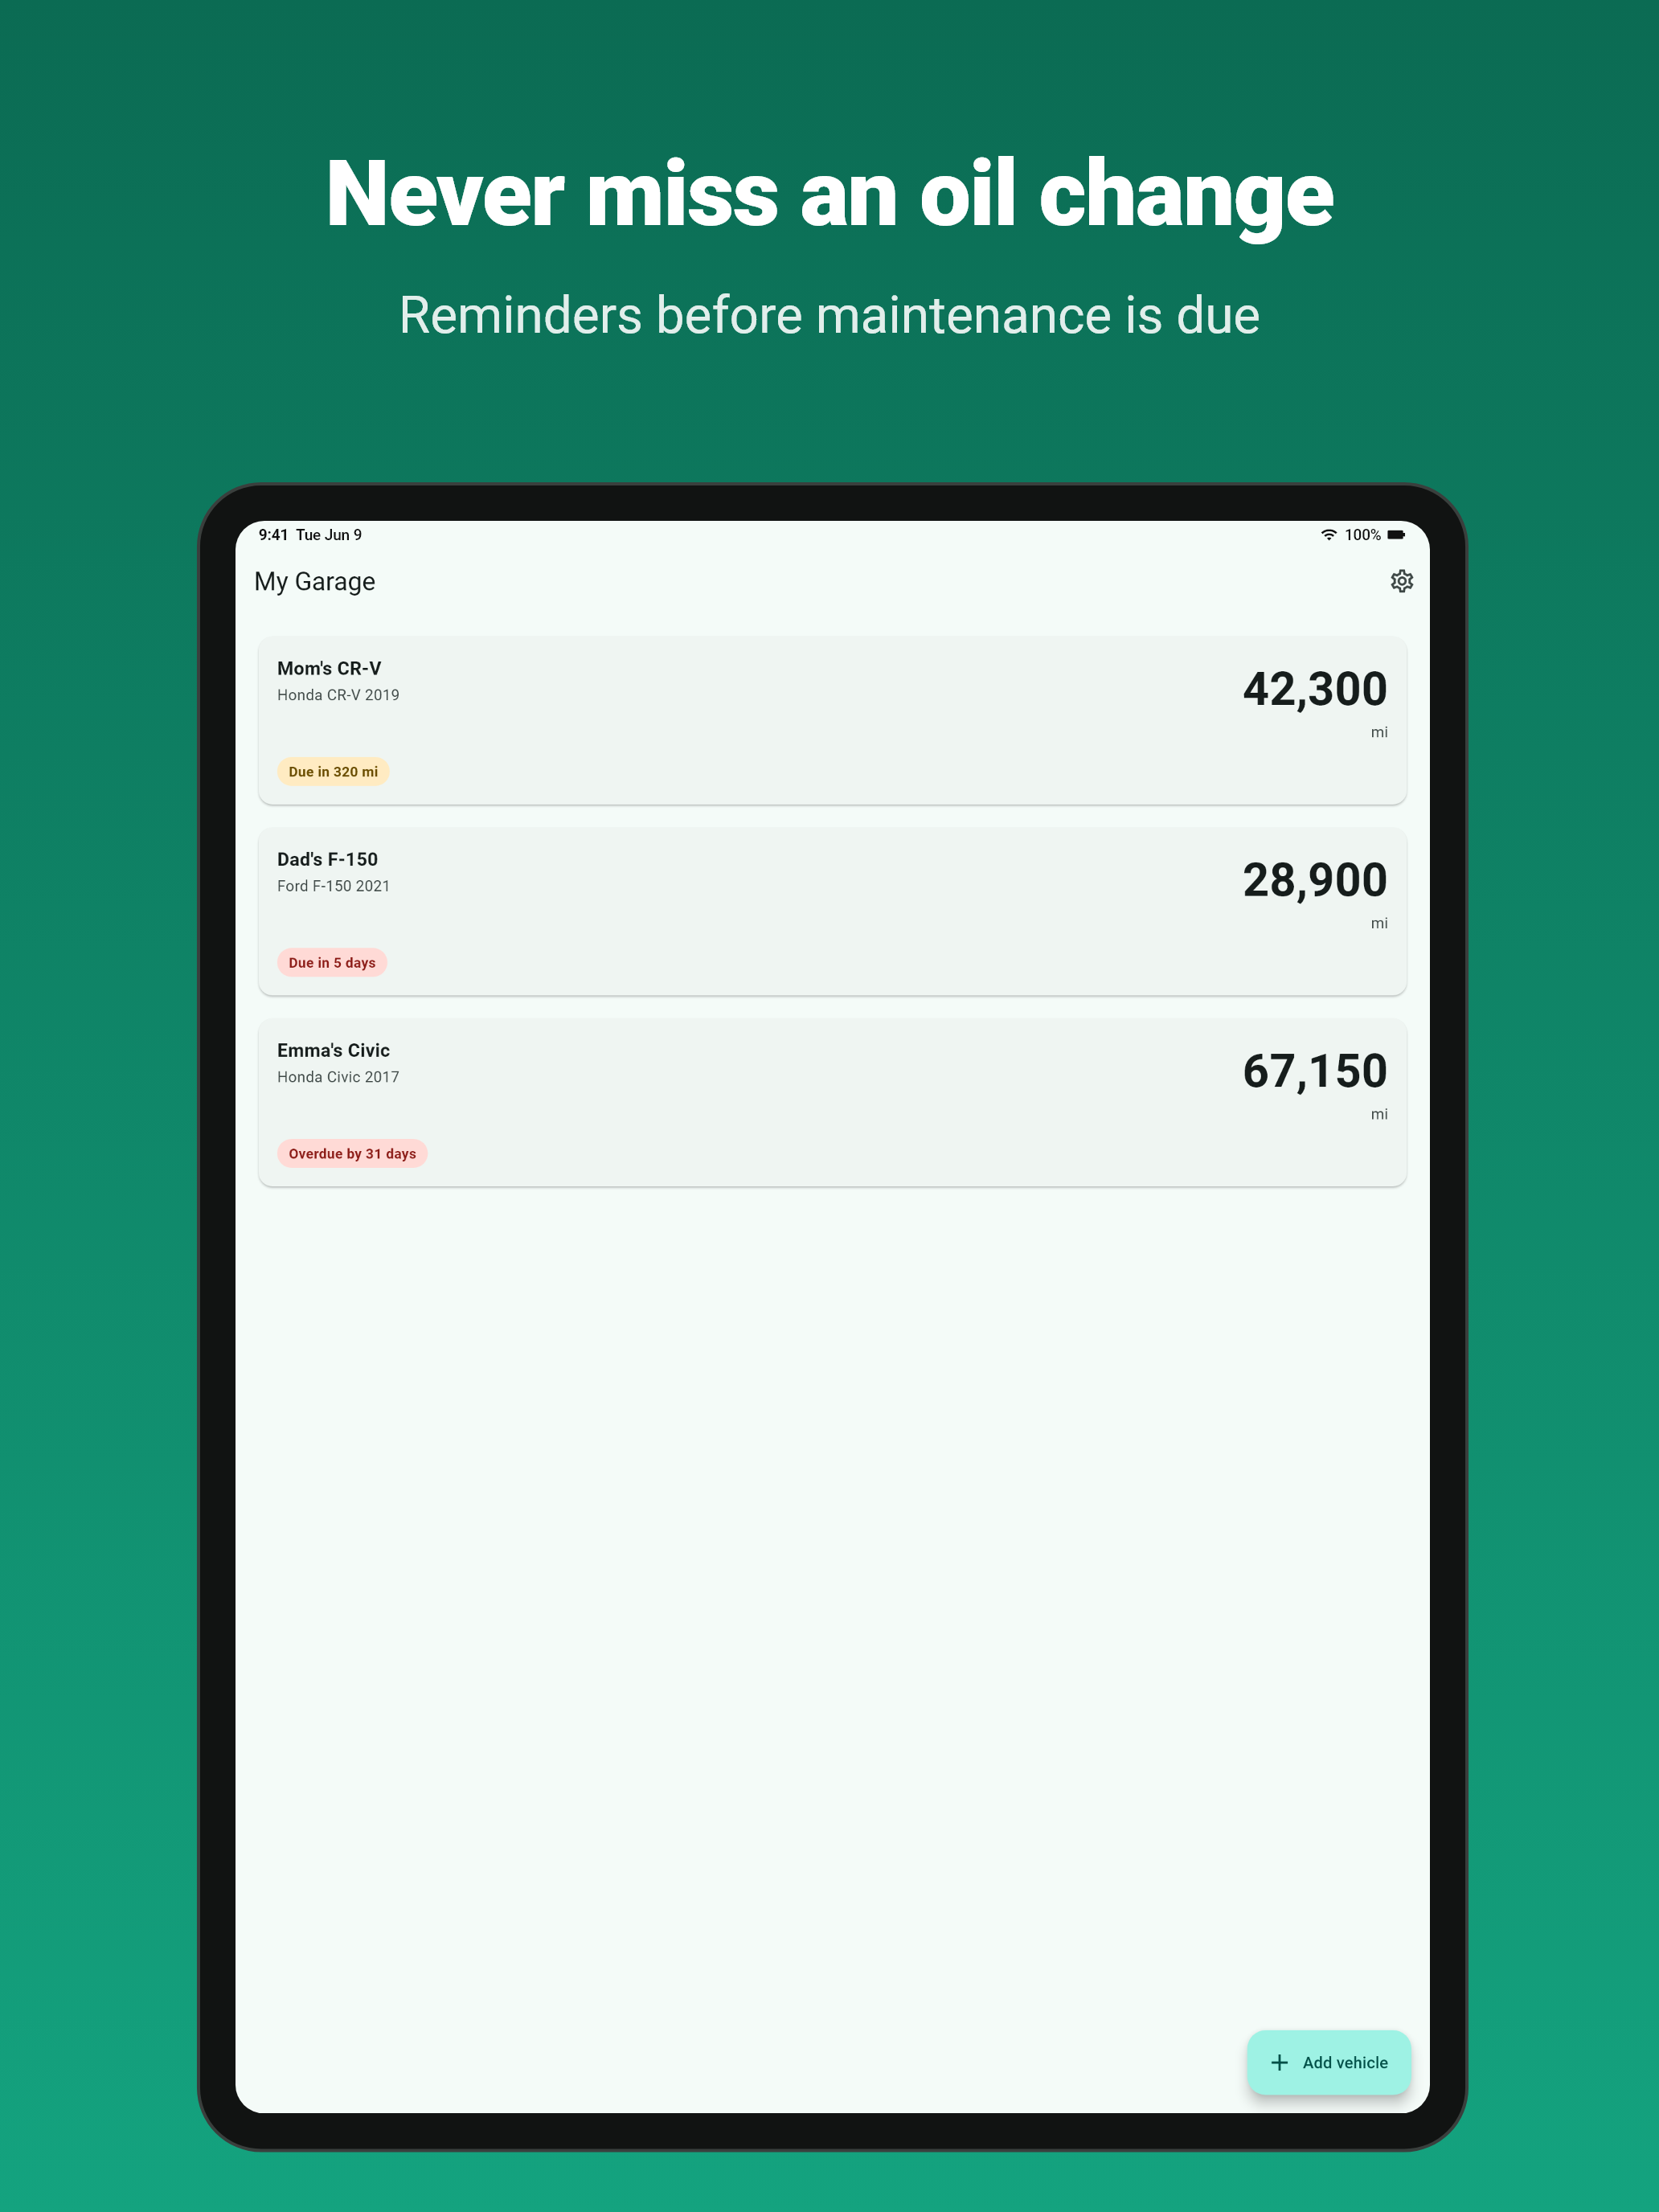 Never miss an oil change
Reminders before maintenance is due
9:41 Tue Jun 9 100%
My Garage
Mom's CR-V
Honda CR-V 2019
42,300
mi
Due in 320 mi
Dad's F-150
Ford F-150 2021
28,900
mi
Due in 5 days
Emma's Civic
Honda Civic 2017
67,150
mi
Overdue by 31 days
Add vehicle